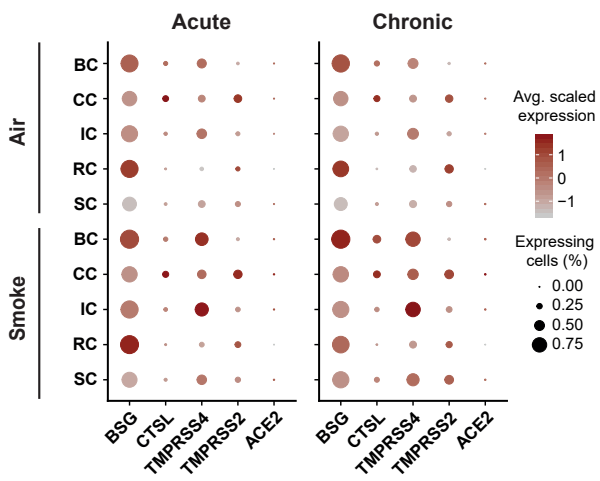 Acute Chronic
Air
BC
CC
IC
RC
SC
Smoke
BC
CC
IC
RC
SC
BSG CTSL TMPRSS4 TMPRSS2 ACE2
BSG CTSL TMPRSS4 TMPRSS2 ACE2
Avg. scaled
expression
1
0
−1
Expressing
cells (%)
0.00
0.25
0.50
0.75